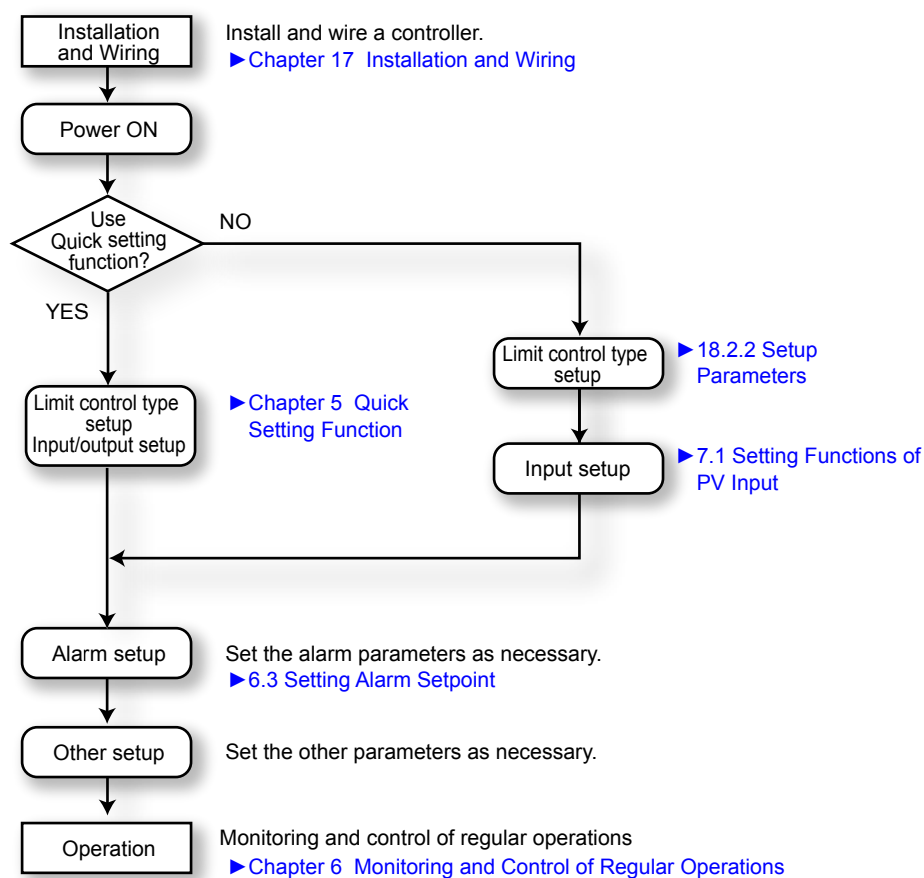 Installation
and Wiring
Install and wire a controller.
►Chapter 17  Installation and Wiring
Power ON
Use
Quick setting
function?
NO
YES
Limit control type
setup
►18.2.2 Setup
Parameters
Limit control type
setup
Input/output setup
►Chapter 5  Quick
Setting Function
Input setup
►7.1 Setting Functions of
PV Input
Alarm setup
Set the alarm parameters as necessary.
►6.3 Setting Alarm Setpoint
Other setup
Set the other parameters as necessary.
Operation
Monitoring and control of regular operations
►Chapter 6  Monitoring and Control of Regular Operations